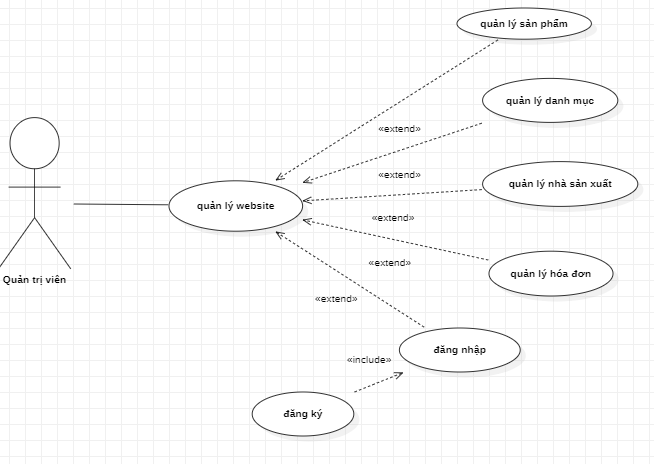 quản lý sản phẩm
quản lý danh mục
«extend»
«extend»
quản lý nhà sản xuất
quản lý website
«extend»
«extend»
quản lý hóa đơn
Quản trị viên
«extend»
đăng nhập
«include»
đăng ký